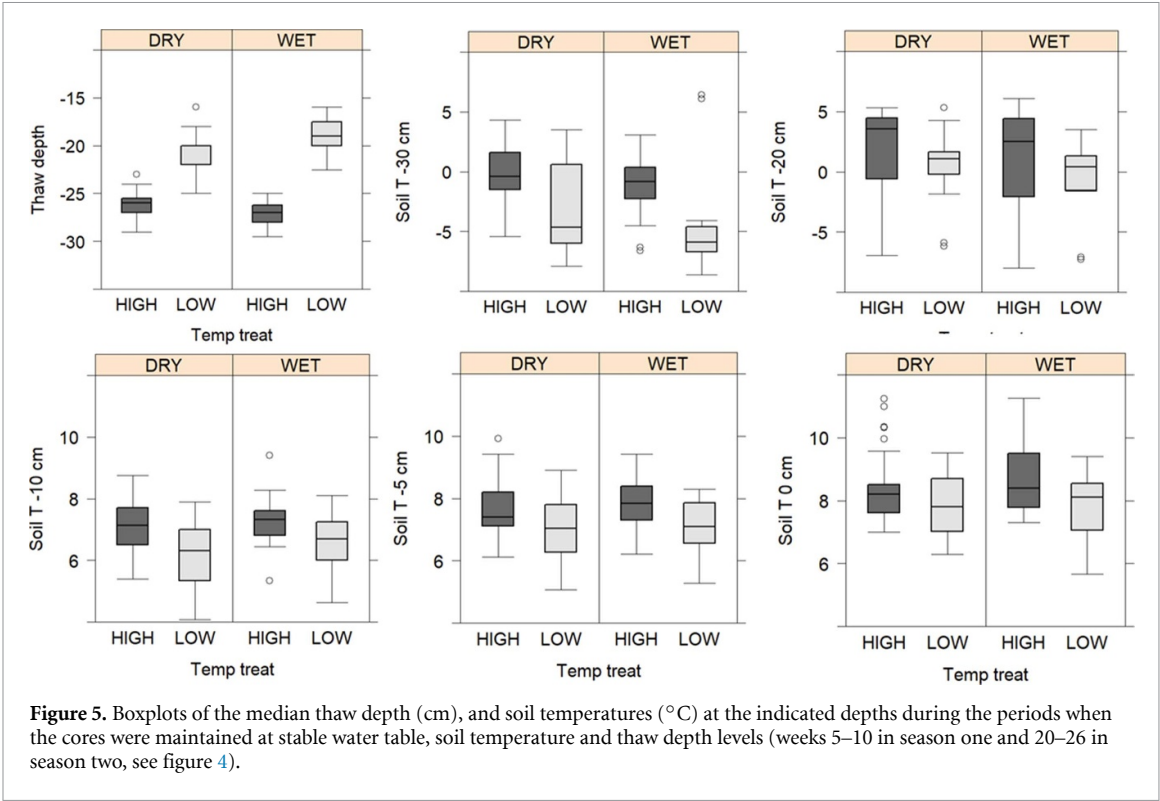 DRY WET
Thaw depth
-15
-20
-25
-30
HIGH LOW HIGH LOW
Temp treat
DRY WET
Soil T -30 cm
5
0
-5
HIGH LOW HIGH LOW
DRY WET
Soil T -20 cm
5
0
-5
HIGH LOW HIGH LOW
DRY WET
Soil T -10 cm
10
8
6
HIGH LOW HIGH LOW
Temp treat
DRY WET
Soil T -5 cm
10
8
6
HIGH LOW HIGH LOW
Temp treat
DRY WET
Soil T 0 cm
10
8
6
HIGH LOW HIGH LOW
Temp treat
Figure 5. Boxplots of the median thaw depth (cm), and soil temperatures (°C) at the indicated depths during the periods when
the cores were maintained at stable water table, soil temperature and thaw depth levels (weeks 5–10 in season one and 20–26 in
season two, see figure 4).